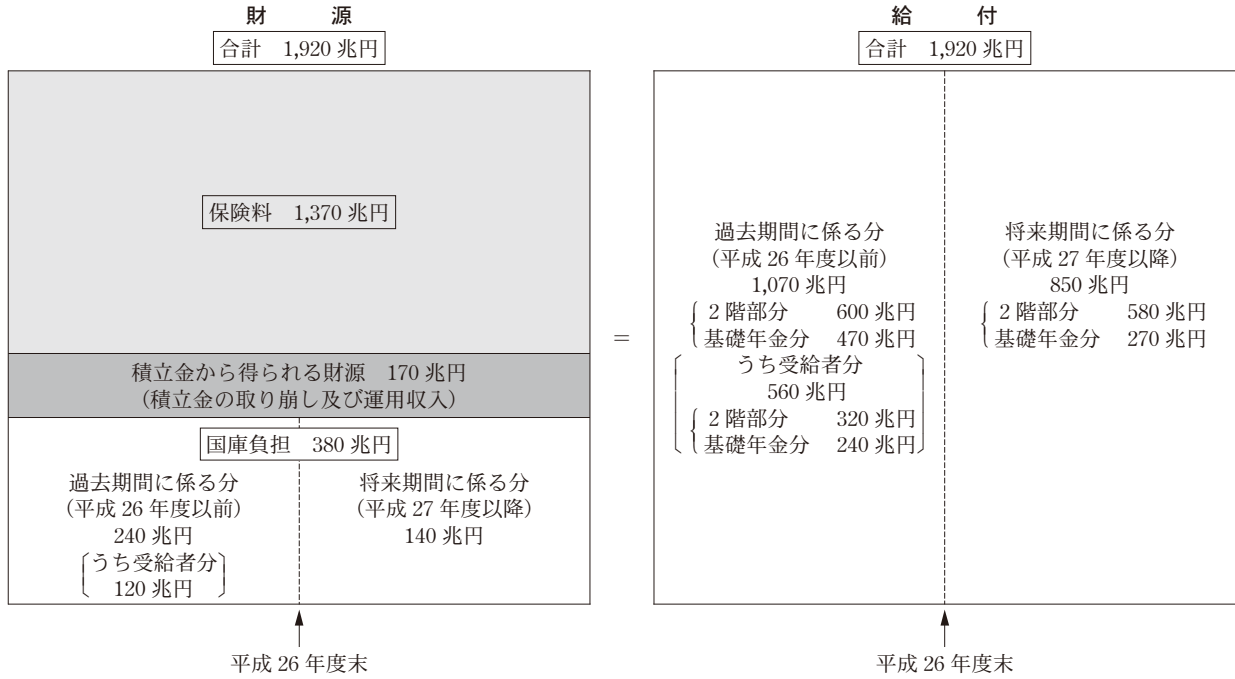 財 源
合計 1,920 兆円
保険料 1,370 兆円
積立金から得られる財源 170 兆円
(積立金の取り崩し及び運用収入)
国庫負担 380 兆円
過去期間に係る分
(平成 26 年度以前)
240 兆円
うち受給者分
120 兆円
将来期間に係る分
(平成 27 年度以降)
140 兆円
平成 26 年度末
=
給 付
合計 1,920 兆円
過去期間に係る分
(平成 26 年度以前)
1,070 兆円
2 階部分 600 兆円
基礎年金分 470 兆円
うち受給者分
560 兆円
2 階部分 320 兆円
基礎年金分 240 兆円
将来期間に係る分
(平成 27 年度以降)
850 兆円
2 階部分 580 兆円
基礎年金分 270 兆円
平成 26 年度末